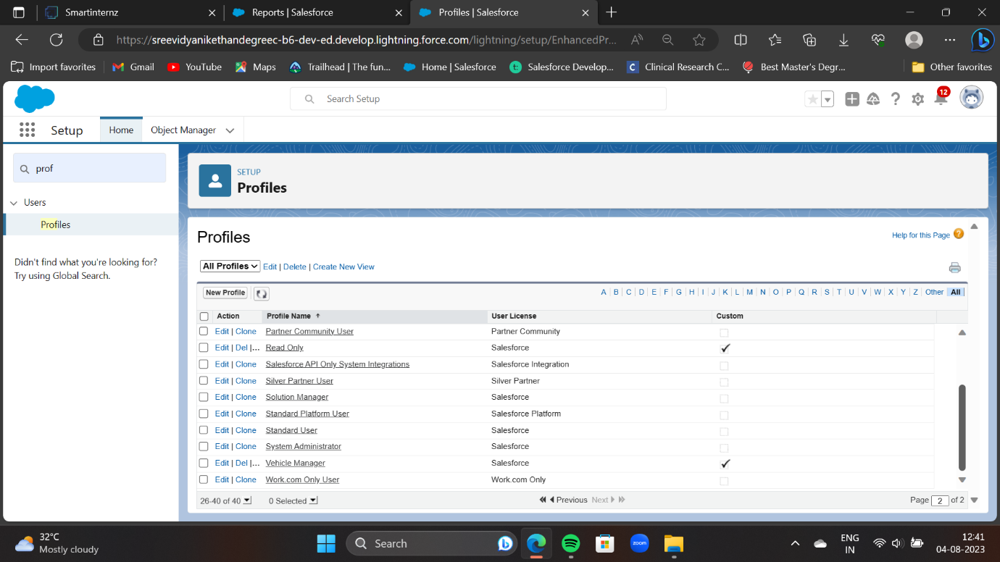 Smartinternz
Reports | Salesforce
Profiles | Salesforce
https://sreevidyanikethandegreec-b6-dev-ed.develop.lightning.force.com/lightning/setup/EnhancedPr...
Import favorites
Gmail
YouTube
Maps
Trailhead | The fun...
Home | Salesforce
Salesforce Develop...
Clinical Research C...
Best Master's Degr...
Other favorites
Search Setup
12
Setup
Home
Object Manager
prof
Users
Profiles
Didn't find what you're looking for?
Try using Global Search.
SETUP
Profiles
Profiles
Help for this Page
All Profiles Edit | Delete | Create New View
New Profile
A | B | C | D | E | F | G | H | I | J | K | L | M | N | O | P | Q | R | S | T | U | V | W | X | Y | Z | Other | All
Action Profile Name User License Custom
Edit | Clone Partner Community User Partner Community
Edit | Del |... Read Only Salesforce
Edit | Clone Salesforce API Only System Integrations Salesforce Integration
Edit | Clone Silver Partner User Silver Partner
Edit | Clone Solution Manager Salesforce
Edit | Clone Standard Platform User Salesforce Platform
Edit | Clone Standard User Salesforce
Edit | Clone System Administrator Salesforce
Edit | Del |... Vehicle Manager Salesforce
Edit | Clone Work.com Only User Work.com Only
26-40 of 40 0 Selected Previous Next Page 2 of 2
32°C
Mostly cloudy
Search
zoom
ENG
IN
12:41
04-08-2023